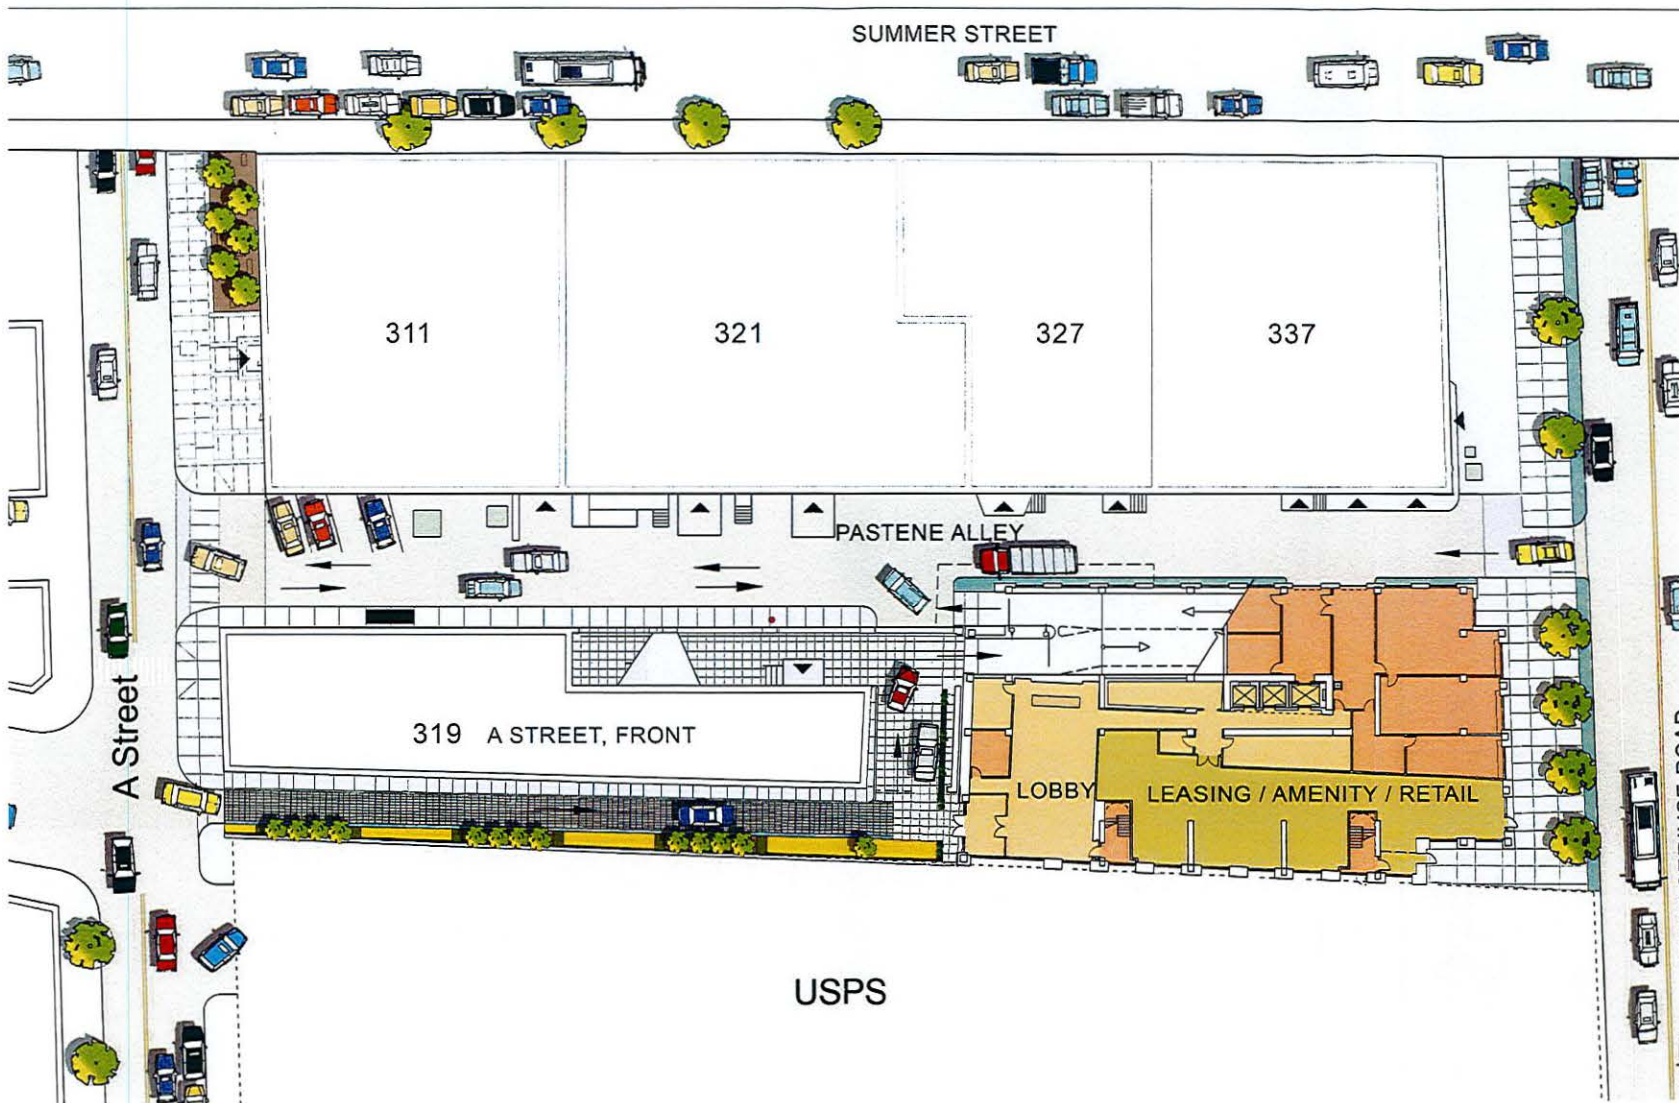 SUMMER STREET
311
321
327
337
PASTENE ALLEY
A Street
319 A STREET, FRONT
LOBBY
LEASING / AMENITY / RETAIL
USPS